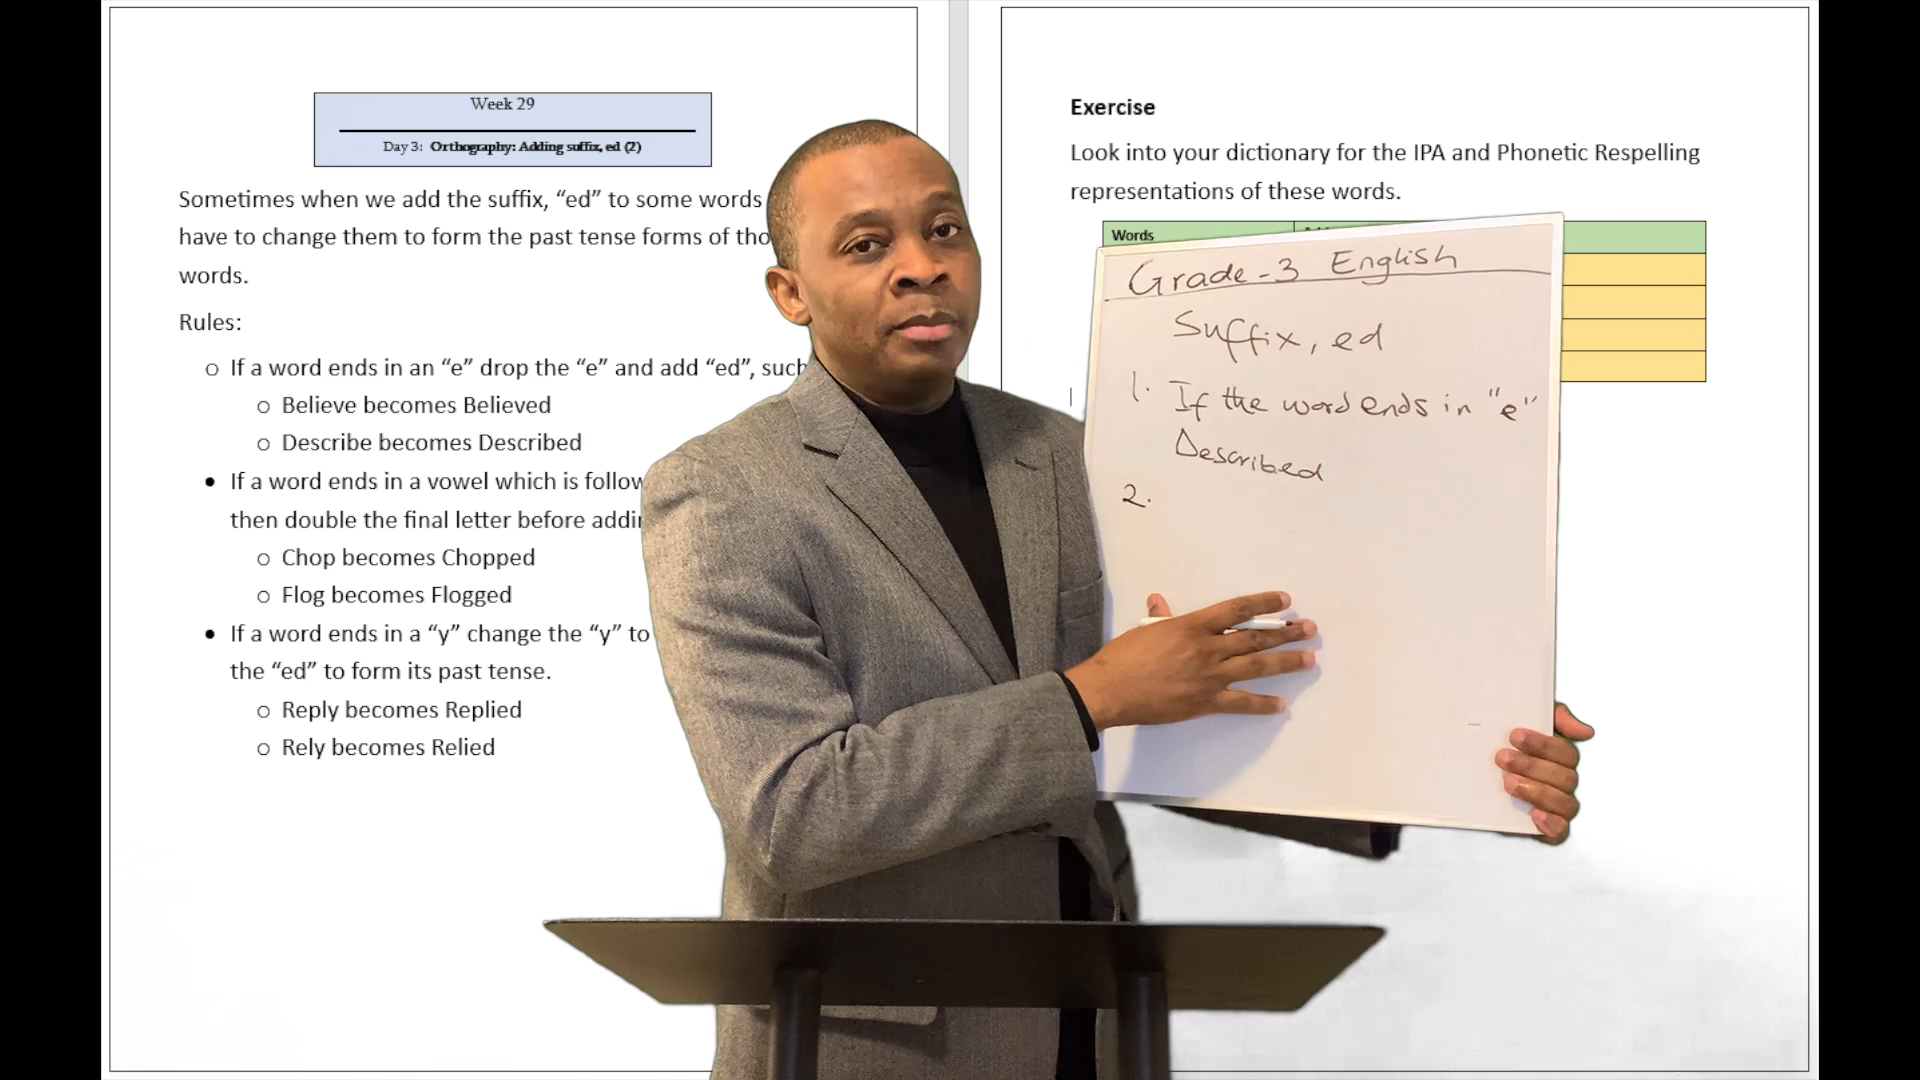 Week 29
Day 3: Orthography: Adding suffix, ed (2)
Sometimes when we add the suffix, “ed” to some words
have to change them to form the past tense forms of tho
words.
Rules:
If a word ends in an “e” drop the “e” and add “ed”, such
Believe becomes Believed
Describe becomes Described
If a word ends in a vowel which is follow
then double the final letter before addin
Chop becomes Chopped
Flog becomes Flogged
If a word ends in a “y” change the “y” to
the “ed” to form its past tense.
Reply becomes Replied
Rely becomes Relied
Exercise
Look into your dictionary for the IPA and Phonetic Respelling
representations of these words.
Words
Grade -3 English
Suffix, ed
1. If the word ends in "e"
Described
2.